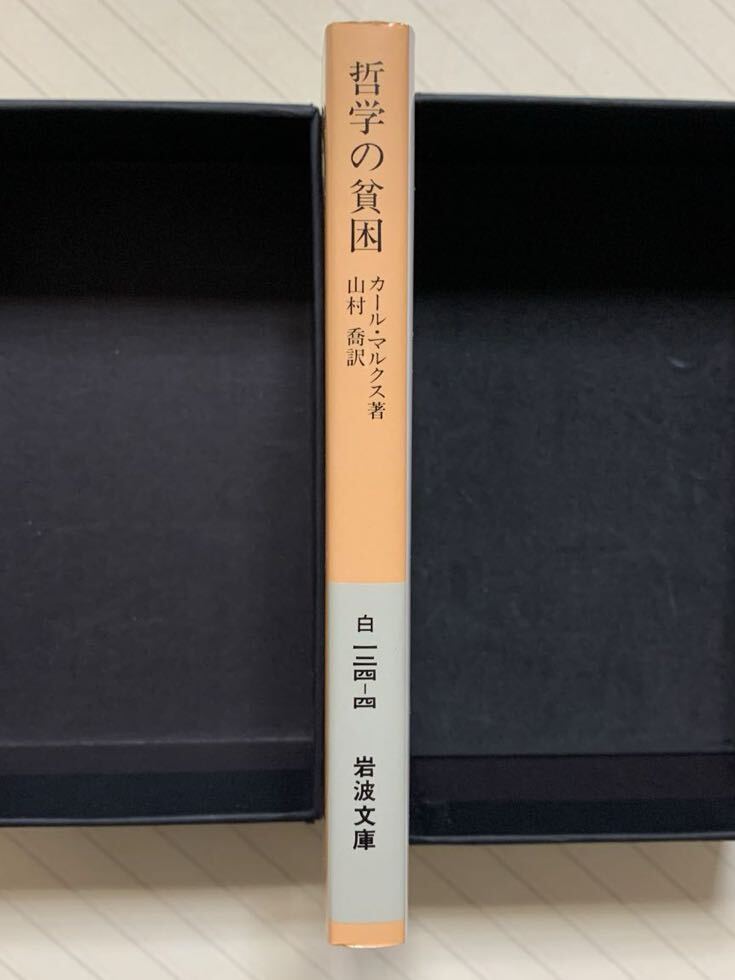 哲学の貧困
カール・マルクス著
山村 喬訳
白 一二四-四
岩波文庫